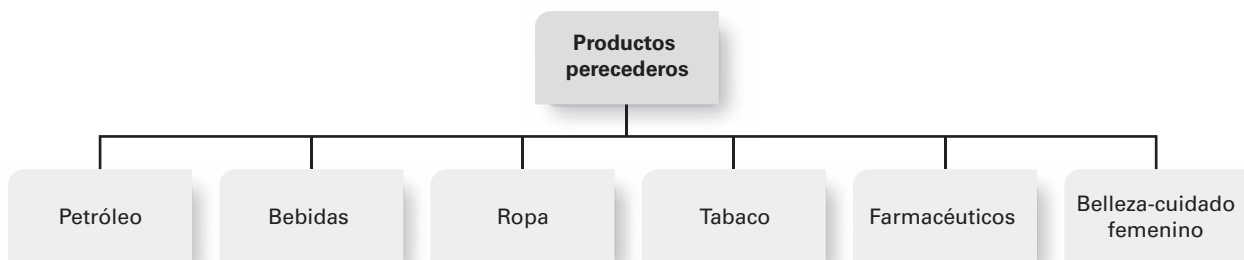 Productos
perecederos
Petróleo
Bebidas
Ropa
Tabaco
Farmacéuticos
Belleza-cuidado
femenino